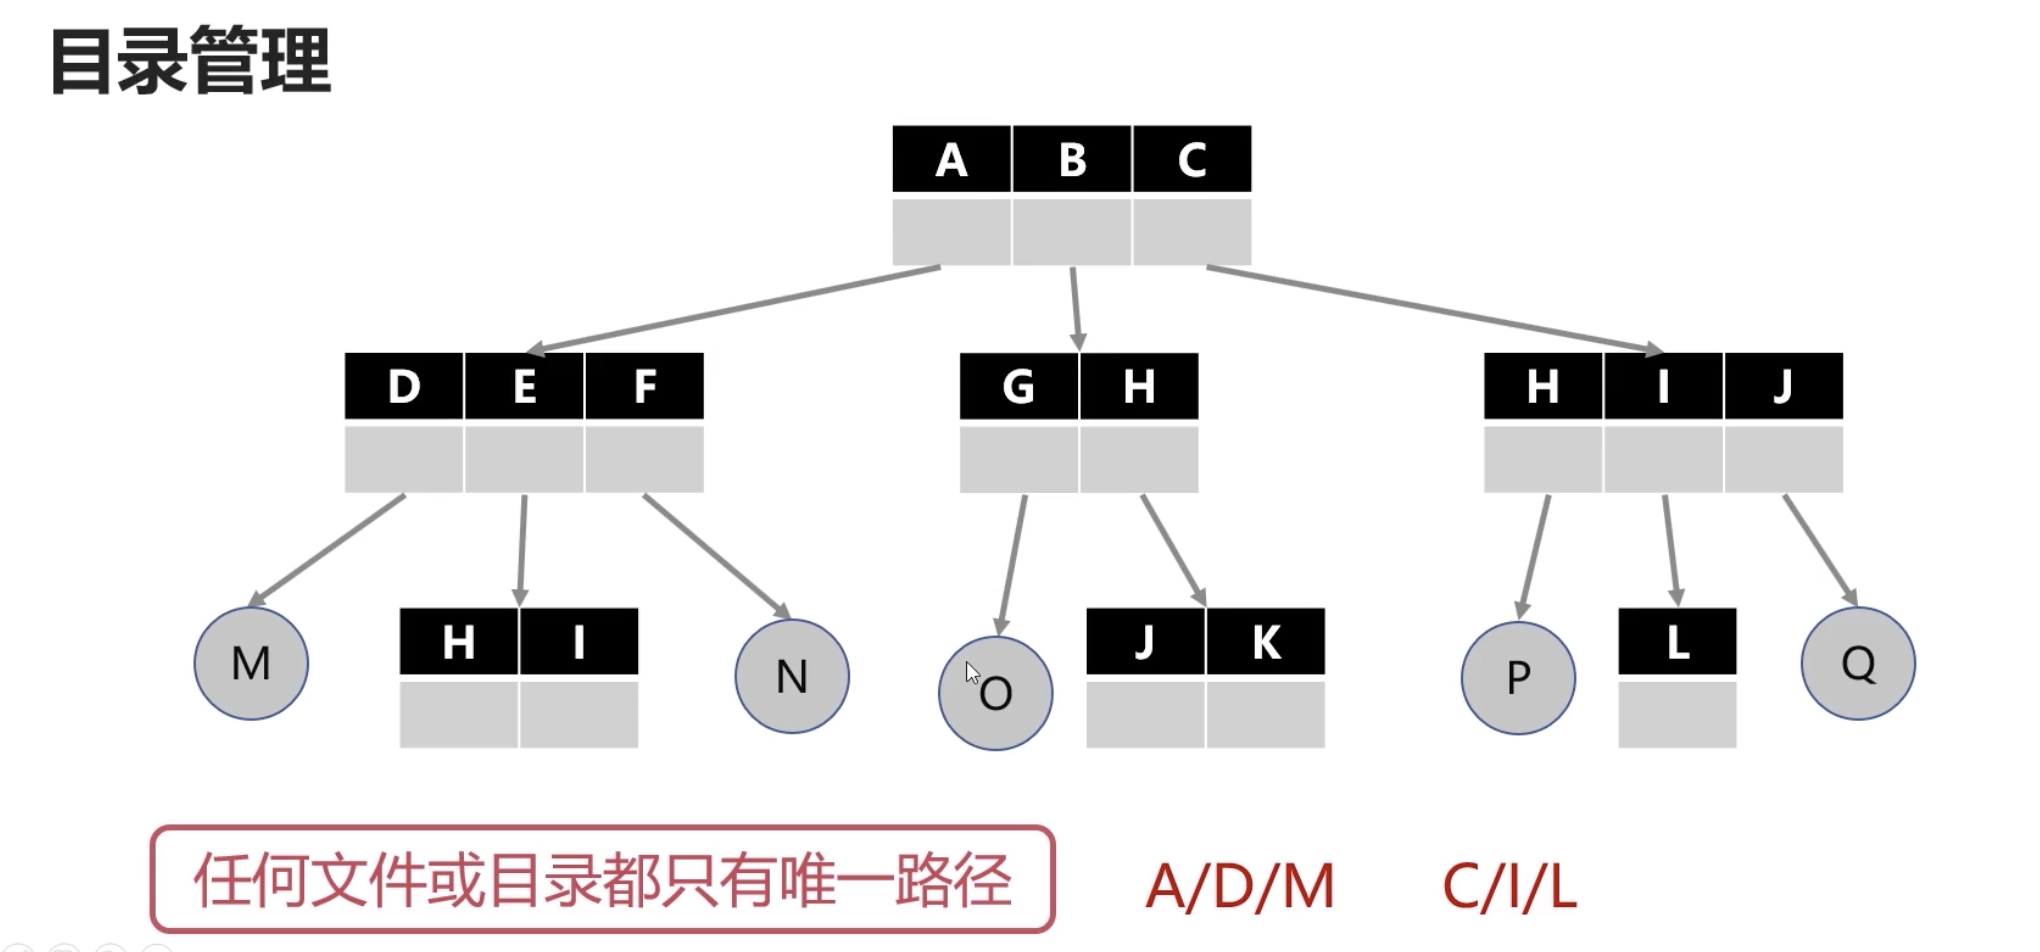 目录管理
A B C
D E F G H H I J
M H I N O J K P L Q
任何文件或目录都只有唯一路径 A/D/M C/I/L